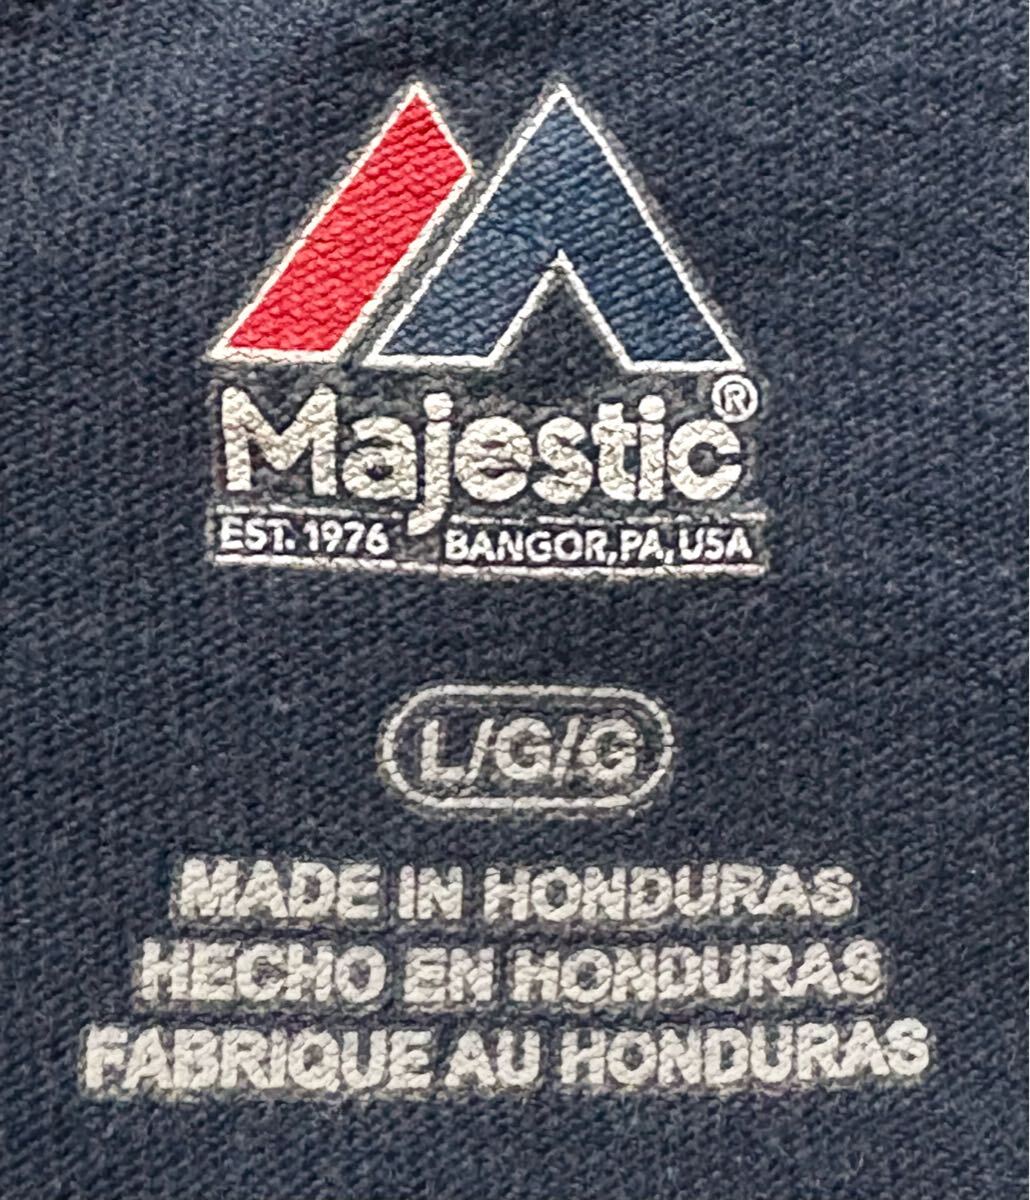 Majestic®
EST. 1976 BANGOR, PA, USA
L/G/G
MADE IN HONDURAS
HECHO EN HONDURAS
FABRIQUE AU HONDURAS